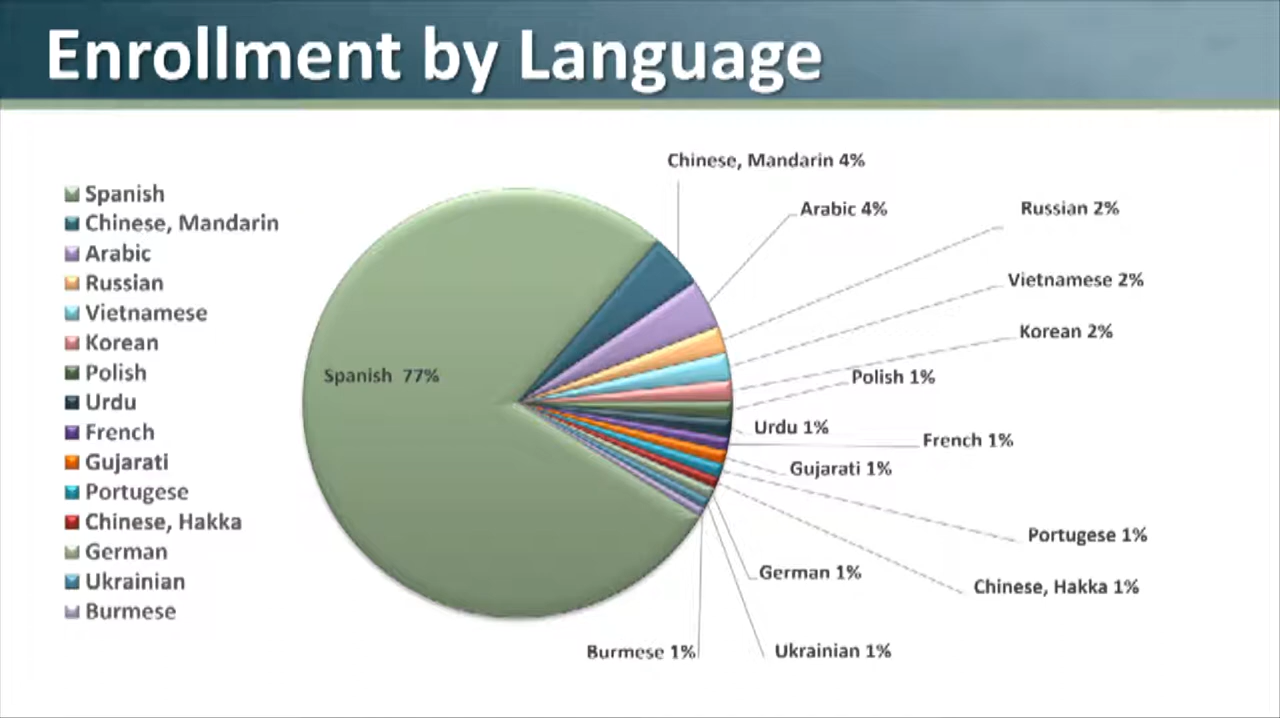 Enrollment by Language
Spanish
Chinese, Mandarin
Arabic
Russian
Vietnamese
Korean
Polish
Urdu
French
Gujarati
Portugese
Chinese, Hakka
German
Ukrainian
Burmese
Spanish 77%
Chinese, Mandarin 4%
Arabic 4%
Russian 2%
Vietnamese 2%
Korean 2%
Polish 1%
Urdu 1%
French 1%
Gujarati 1%
Portugese 1%
Chinese, Hakka 1%
German 1%
Ukrainian 1%
Burmese 1%